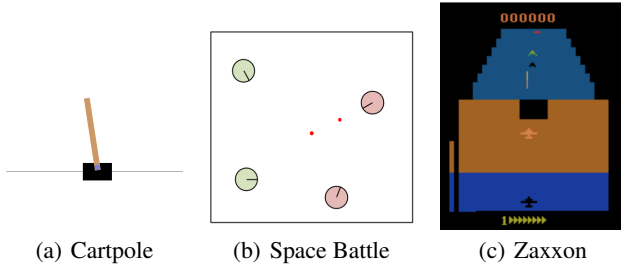 000000
1
(a) Cartpole
(b) Space Battle
(c) Zaxxon